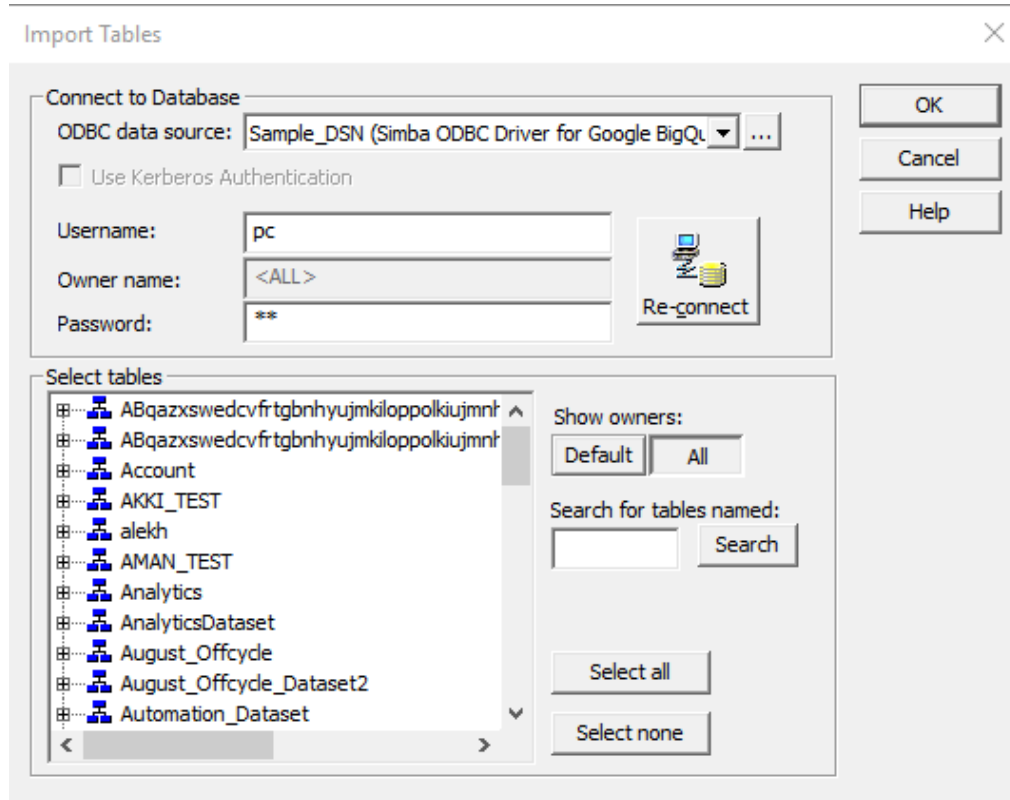 Import Tables
Connect to Database
ODBC data source: Sample_DSN (Simba ODBC Driver for Google BigQu ...
Use Kerberos Authentication
Username: pc
Owner name: <ALL>
Password: **
Re-connect
OK
Cancel
Help
Select tables
ABqazxswedcvfrtgbnhyujmkiloppolkiujmnh
ABqazxswedcvfrtgbnhyujmkiloppolkiujmnh
Account
AKKI_TEST
alekh
AMAN_TEST
Analytics
AnalyticsDataset
August_Offcycle
August_Offcycle_Dataset2
Automation_Dataset
Show owners:
Default All
Search for tables named:
Search
Select all
Select none